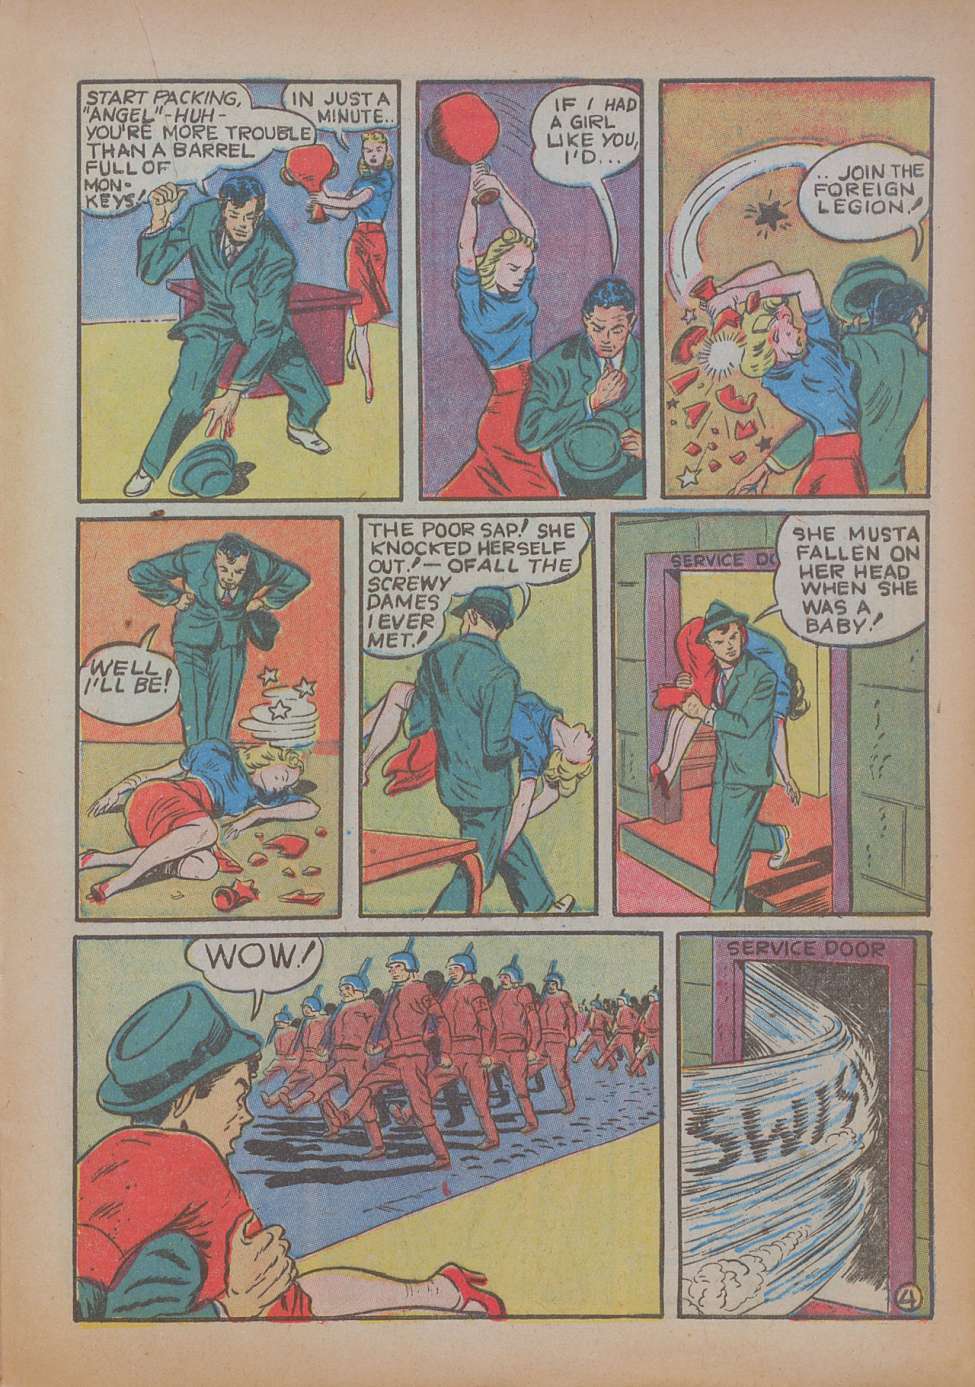 START PACKING,
"ANGEL"-HUH-
YOU'RE MORE TROUBLE
THAN A BARREL
FULL OF
MON-
KEYS!
IN JUST A
MINUTE..
IF I HAD
A GIRL
LIKE YOU,
I'D...
..JOIN THE
FOREIGN
LEGION.!
WELL
I'LL BE!
THE POOR SAP! SHE
KNOCKED HERSELF
OUT.!- OF ALL THE
SCREWY
DAMES
I EVER
MET.!
SERVICE DO
SHE MUSTA
FALLEN ON
HER HEAD
WHEN SHE
WAS A
BABY.!
WOW.!
SERVICE DOOR
SWISH
4